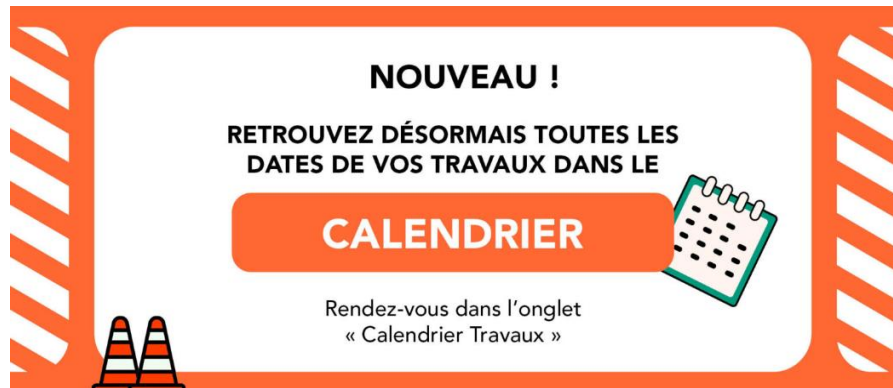 NOUVEAU !
RETROUVEZ DÉSORMAIS TOUTES LES
DATES DE VOS TRAVAUX DANS LE
CALENDRIER
Rendez-vous dans l'onglet
« Calendrier Travaux »